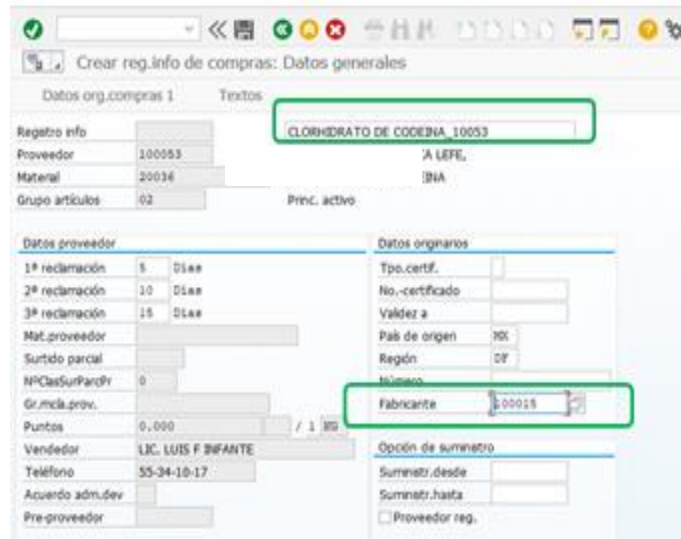 Crear reg.info de compras: Datos generales
Datos org.compras 1 Textos
Registro info CLORHIDRATO DE CODEINA_10053
Proveedor 100053 A LEFE,
Material 20036 INA
Grupo artículos 02 Princ. activo
Datos proveedor
1ª reclamación 5 Días
2ª reclamación 10 Días
3ª reclamación 15 Días
Mat.proveedor
Surtido parcial
NºClasSurParcPr 0
Gr.mcía.prov.
Puntos 0.000 / 1
Vendedor LIC. LUIS F INFANTE
Teléfono 55-34-10-17
Acuerdo adm.dev
Pre-proveedor
Datos originarios
Tpo.certif.
No.-certificado
Validez a
País de origen MX
Región DF
Número
Fabricante 100015
Opción de suministro
Suministr.desde
Suministr.hasta
Proveedor reg.